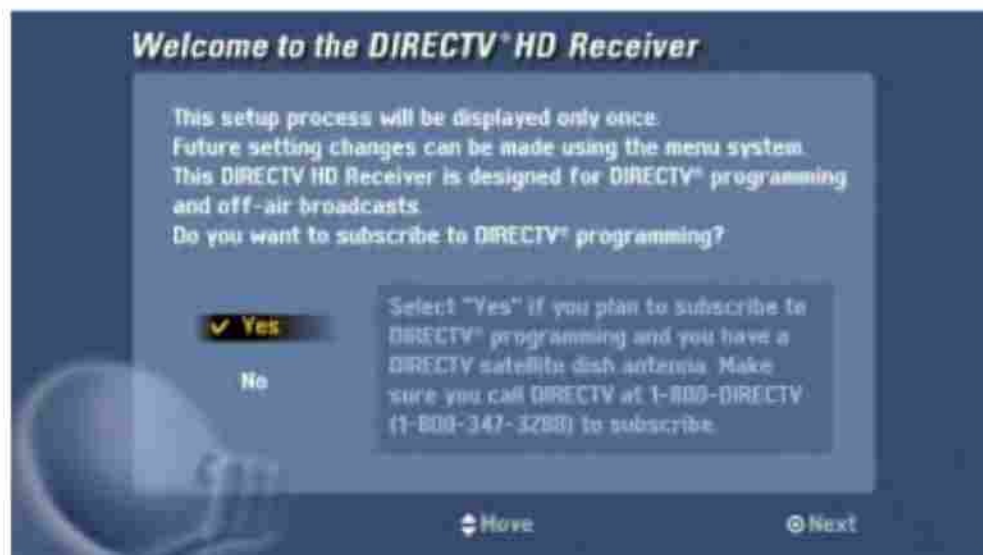 Welcome to the DIRECTV® HD Receiver
This setup process will be displayed only once.
Future setting changes can be made using the menu system.
This DIRECTV HD Receiver is designed for DIRECTV® programming
and off-air broadcasts.
Do you want to subscribe to DIRECTV® programming?
Yes
No
Select "Yes" if you plan to subscribe to
DIRECTV® programming and you have a
DIRECTV satellite dish antenna. Make
sure you call DIRECTV at 1-800-DIRECTV
(1-800-347-3288) to subscribe.
Move
Next